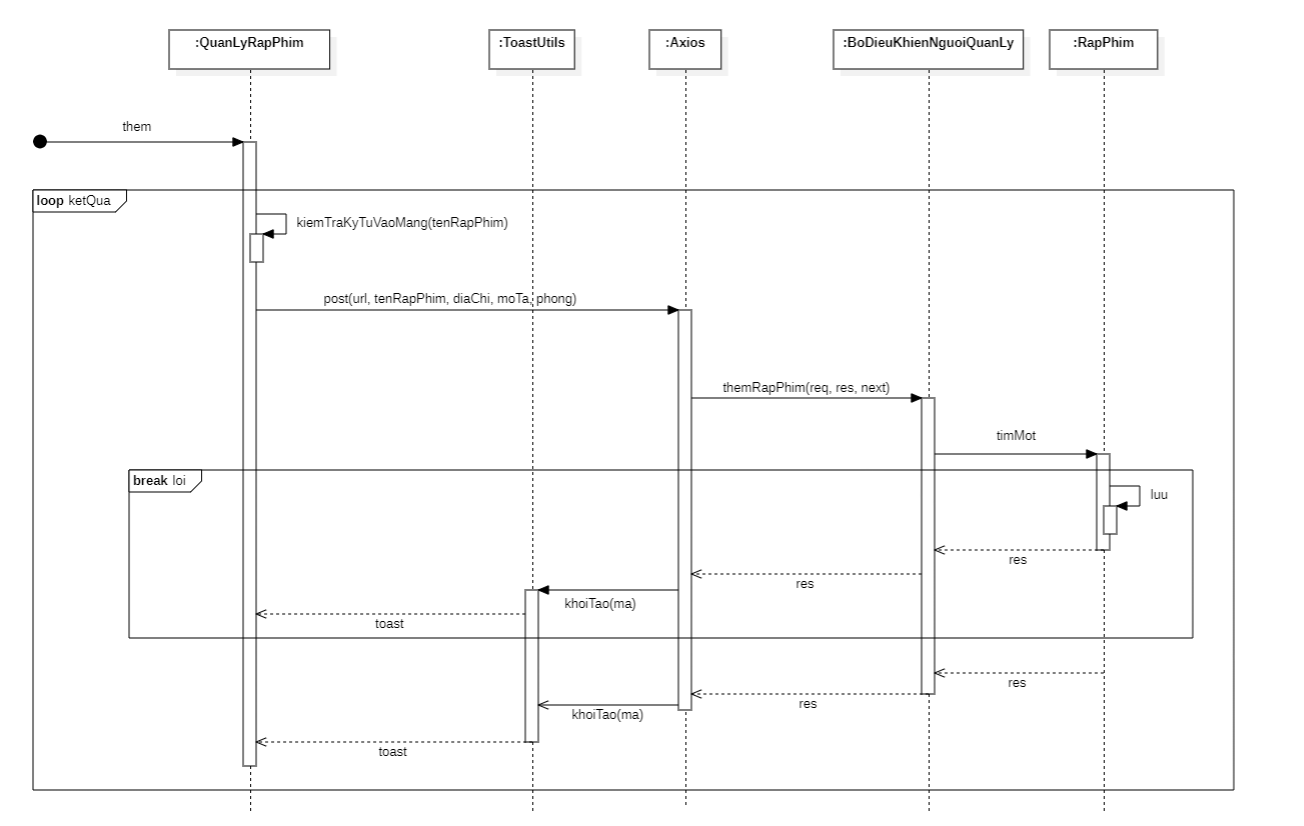 :QuanLyRapPhim
:ToastUtils
:Axios
:BoDieuKhienNguoiQuanLy
:RapPhim
them
loop ketQua
kiemTraKyTuVaoMang(tenRapPhim)
post(url, tenRapPhim, diaChi, moTa, phong)
themRapPhim(req, res, next)
timMot
break loi
luu
res
res
khoiTao(ma)
toast
res
res
khoiTao(ma)
toast